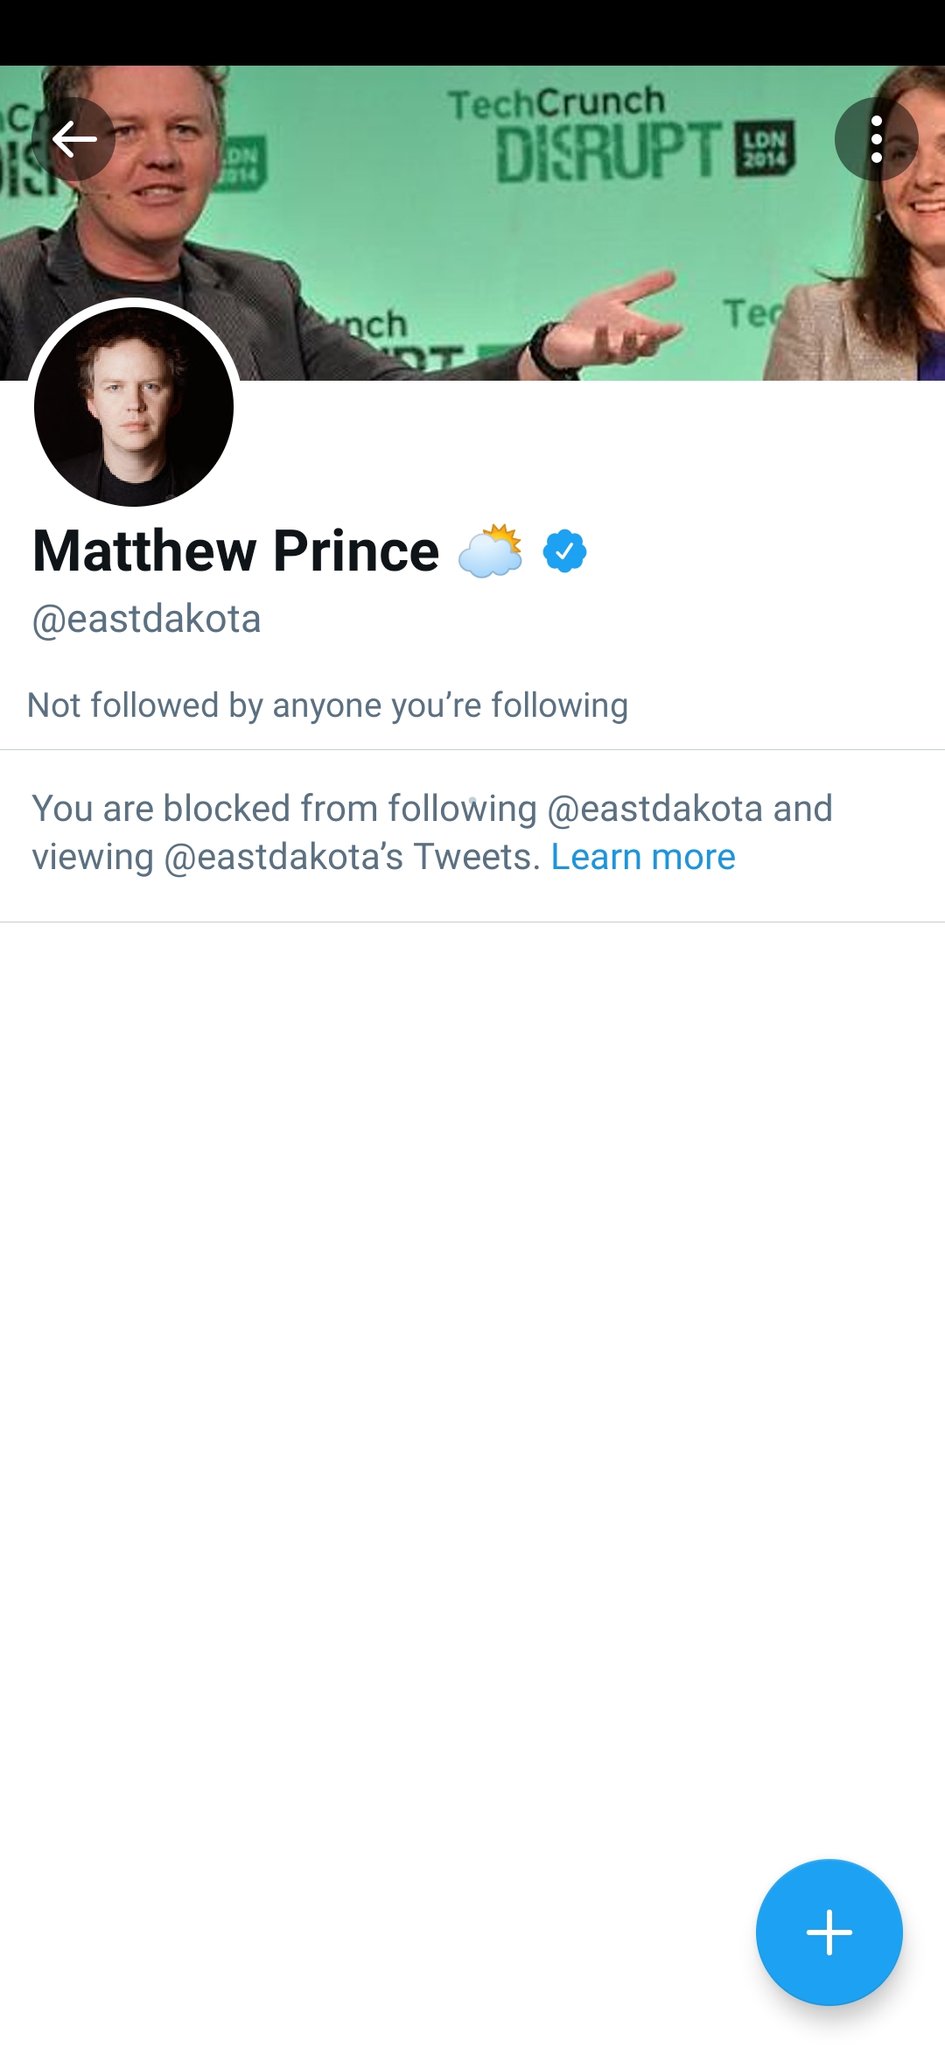 TechCrunch
DISRUPT LDN 2014
Matthew Prince
@eastdakota
Not followed by anyone you’re following
You are blocked from following @eastdakota and
viewing @eastdakota’s Tweets. Learn more